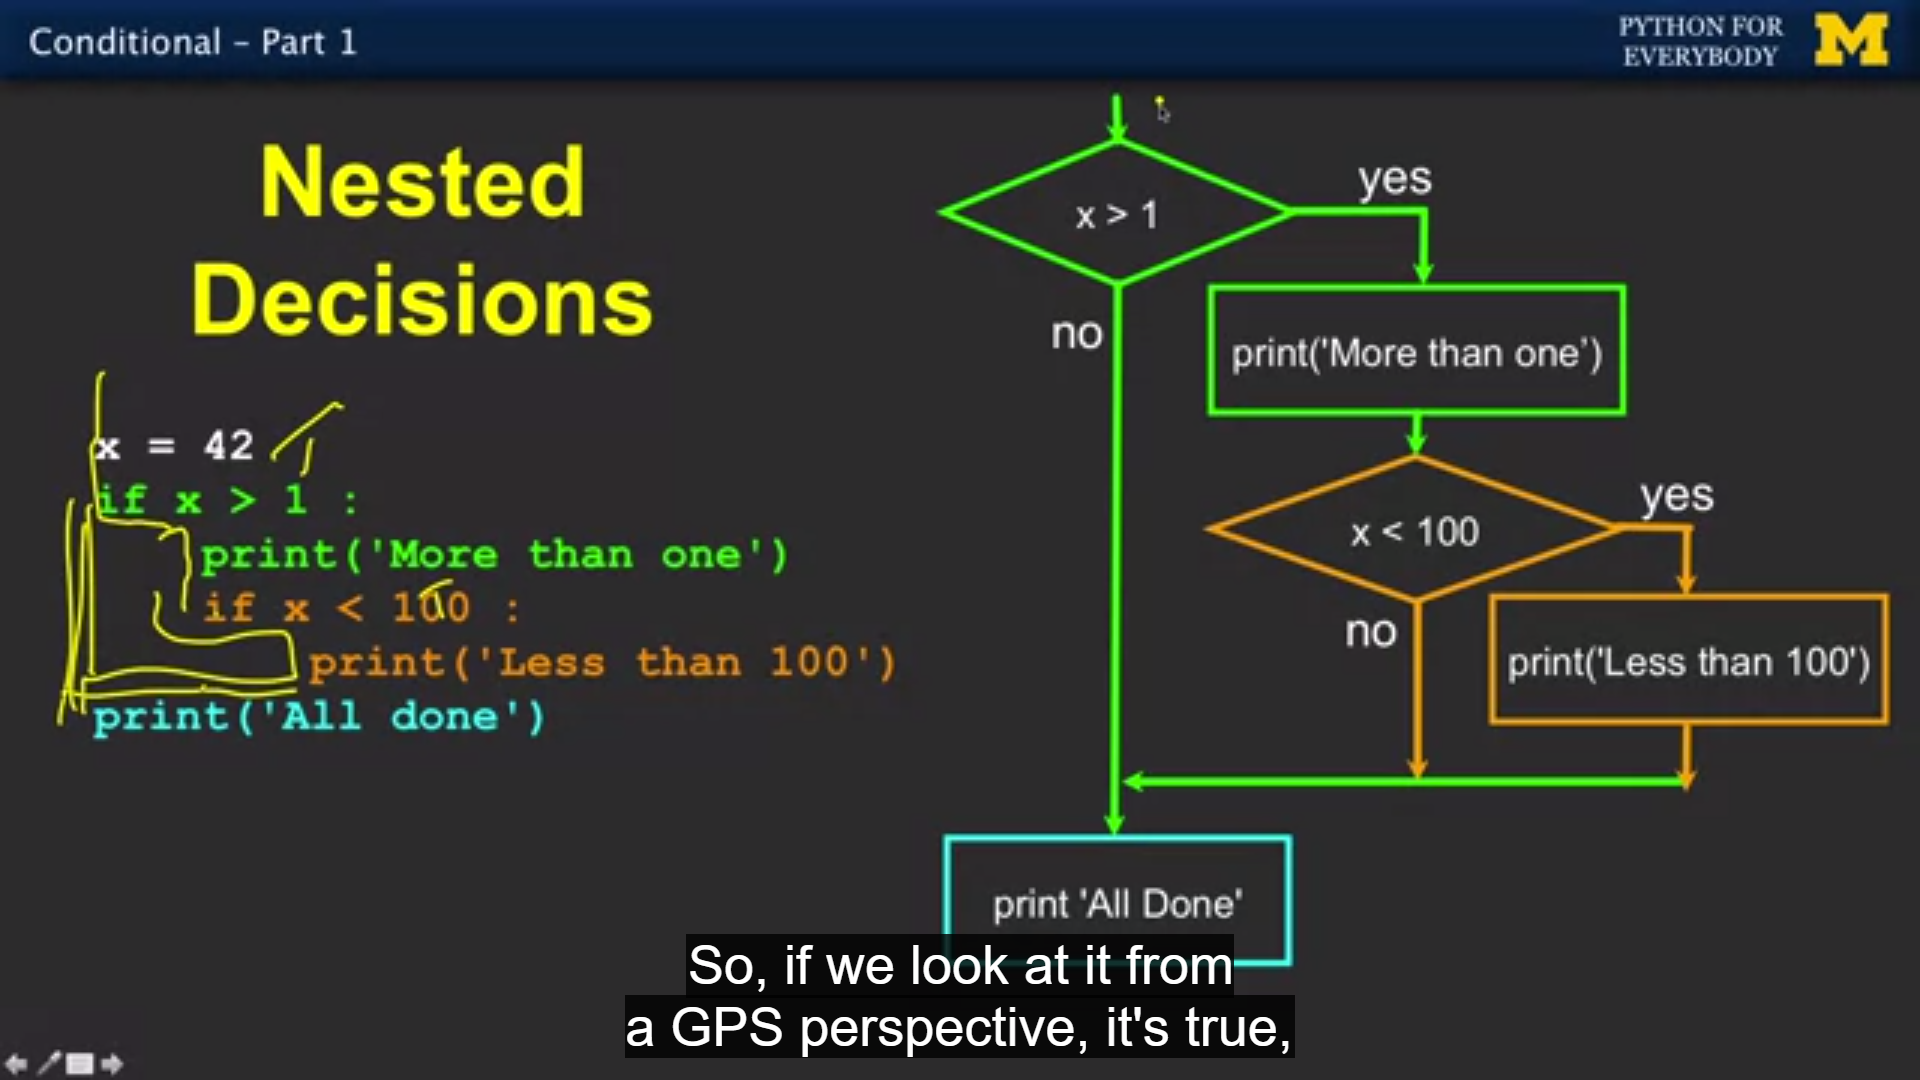 Conditional – Part 1
PYTHON FOR
EVERYBODY
M
Nested
Decisions
x = 42
if x > 1 :
print('More than one')
if x < 100 :
print('Less than 100')
print('All done')
x > 1
yes
no
print('More than one’)
x < 100
yes
no
print('Less than 100')
print 'All Done'
So, if we look at it from
a GPS perspective, it's true,